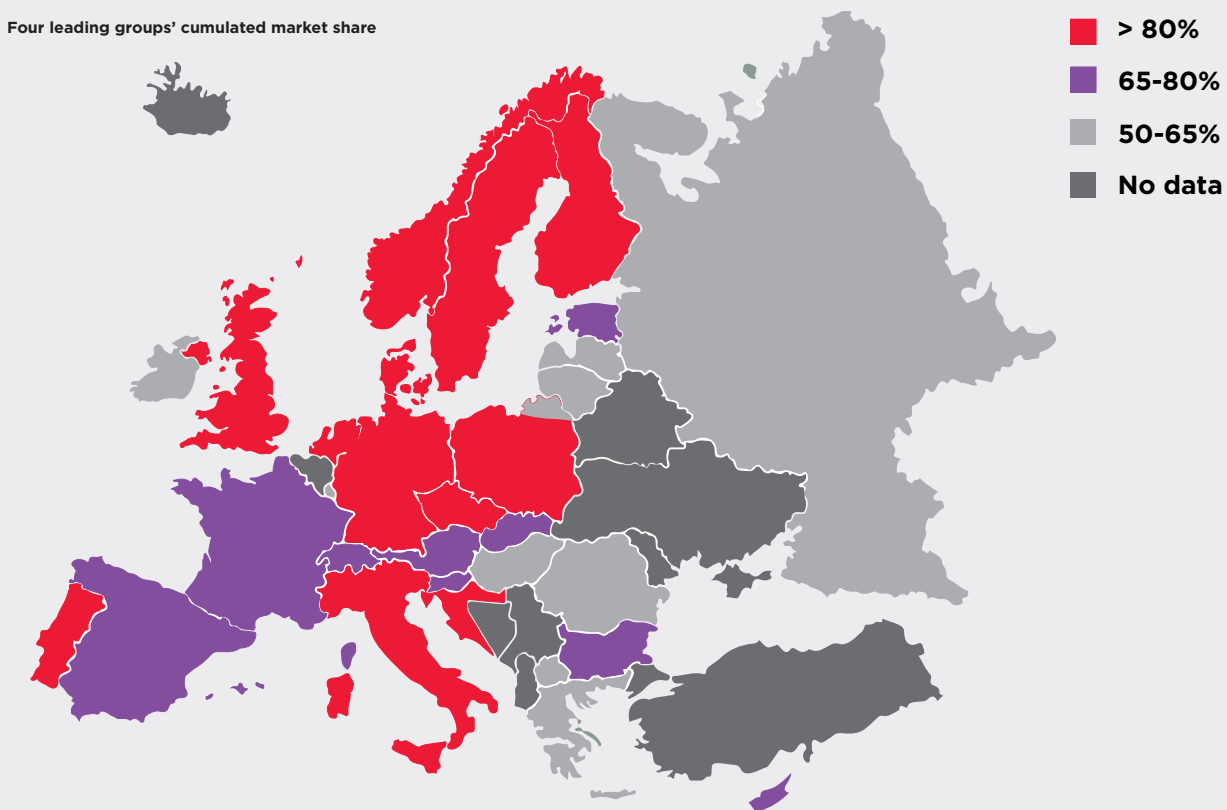 Four leading groups' cumulated market share
> 80%
65-80%
50-65%
No data